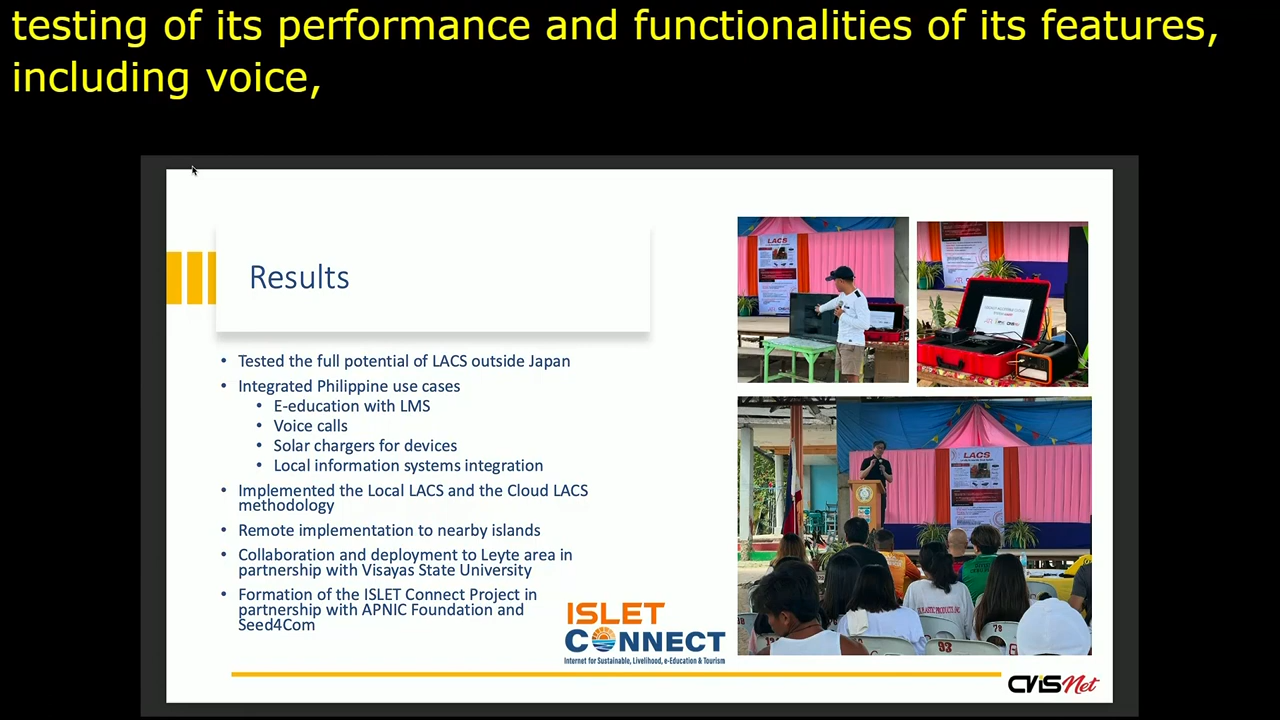 testing of its performance and functionalities of its features,
including voice,
Results
• Tested the full potential of LACS outside Japan
• Integrated Philippine use cases
• E-education with LMS
• Voice calls
• Solar chargers for devices
• Local information systems integration
• Implemented the Local LACS and the Cloud LACS
methodology
• Remote implementation to nearby islands
• Collaboration and deployment to Leyte area in
partnership with Visayas State University
• Formation of the ISLET Connect Project in
partnership with APNIC Foundation and
Seed4Com
ISLET
CONNECT
Internet for Sustainable, Livelihood, e-Education & Tourism
LACS
LACS
93
78
CViSNet